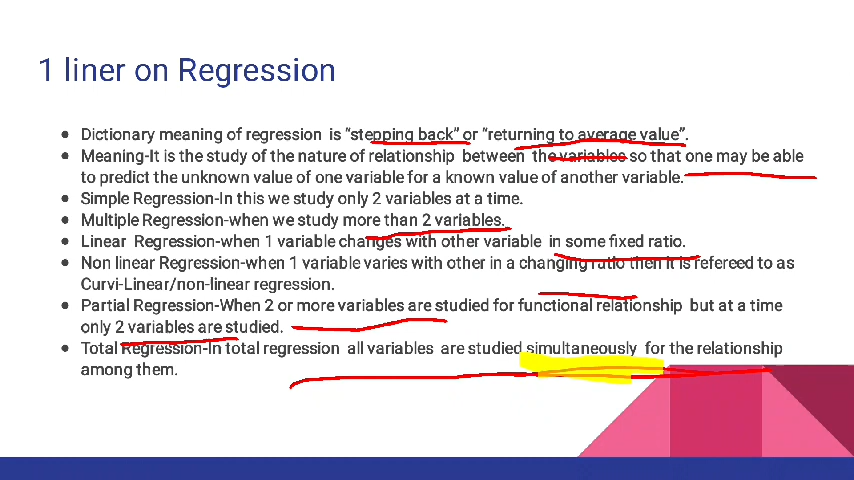 1 liner on Regression
● Dictionary meaning of regression is “stepping back” or “returning to average value”.
● Meaning-It is the study of the nature of relationship between the variables so that one may be able
to predict the unknown value of one variable for a known value of another variable.
● Simple Regression-In this we study only 2 variables at a time.
● Multiple Regression-when we study more than 2 variables.
● Linear Regression-when 1 variable changes with other variable in some fixed ratio.
● Non linear Regression-when 1 variable varies with other in a changing ratio then it is refereed to as
Curvi-Linear/non-linear regression.
● Partial Regression-When 2 or more variables are studied for functional relationship but at a time
only 2 variables are studied.
● Total Regression-In total regression all variables are studied simultaneously for the relationship
among them.